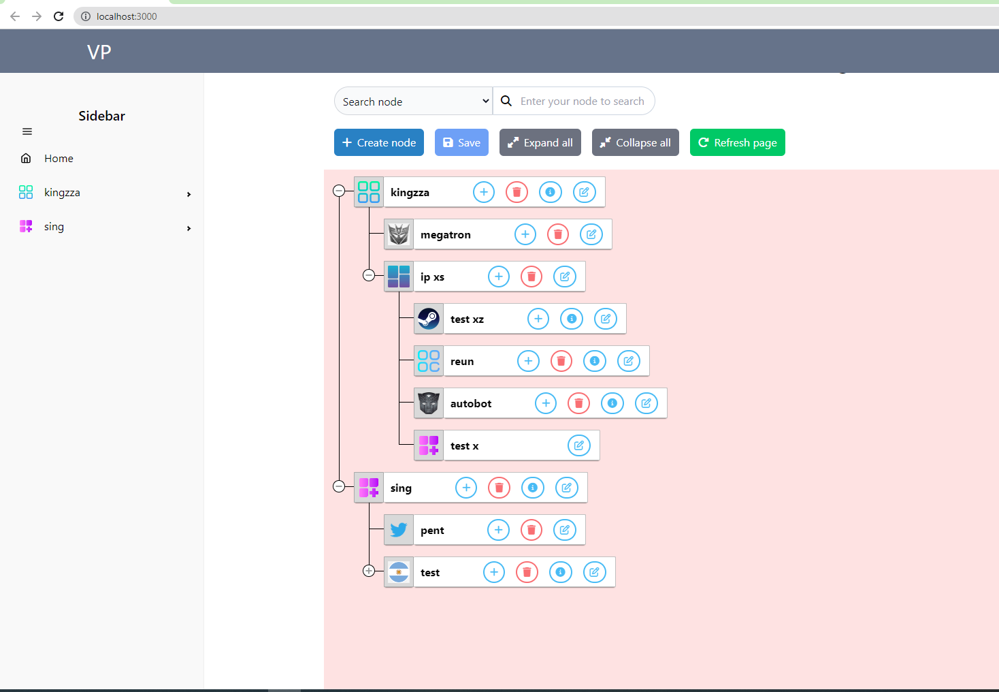 localhost:3000
VP
Sidebar
Home
kingzza
sing
Search node
Enter your node to search
Create node
Save
Expand all
Collapse all
Refresh page
kingzza
megatron
ip xs
test xz
reun
autobot
test x
sing
pent
test